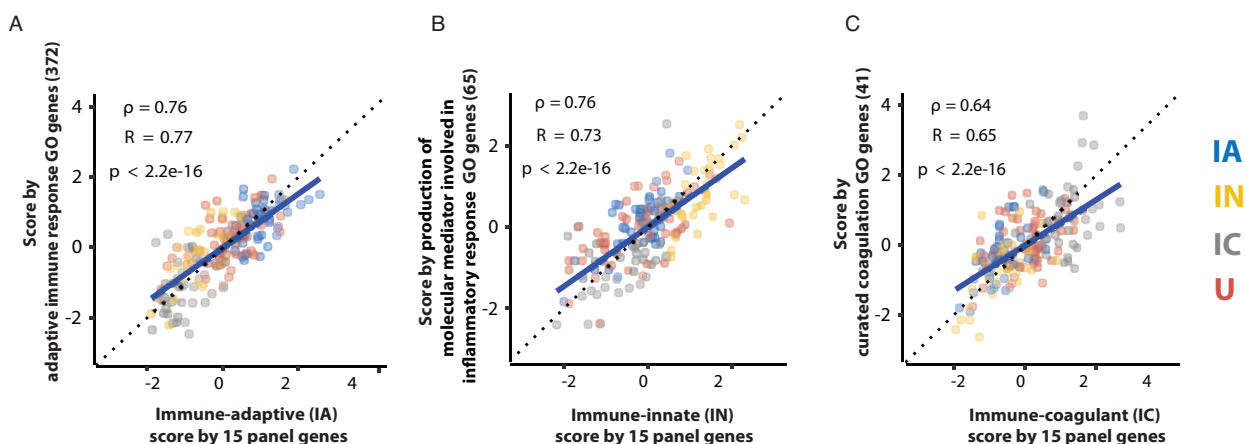 A
Score by
adaptive immune response GO genes (372)
4
2
0
-2
ρ = 0.76
R = 0.77
p < 2.2e-16
-2
0
2
4
Immune-adaptive (IA)
score by 15 panel genes
B
Score by production of
molecular mediator involved in
inflammatory response GO genes (65)
2
0
-2
ρ = 0.76
R = 0.73
p < 2.2e-16
-2
0
2
Immune-innate (IN)
score by 15 panel genes
C
Score by
curated coagulation GO genes (41)
4
2
0
-2
ρ = 0.64
R = 0.65
p < 2.2e-16
-2
0
2
4
Immune-coagulant (IC)
score by 15 panel genes
IA
IN
IC
U